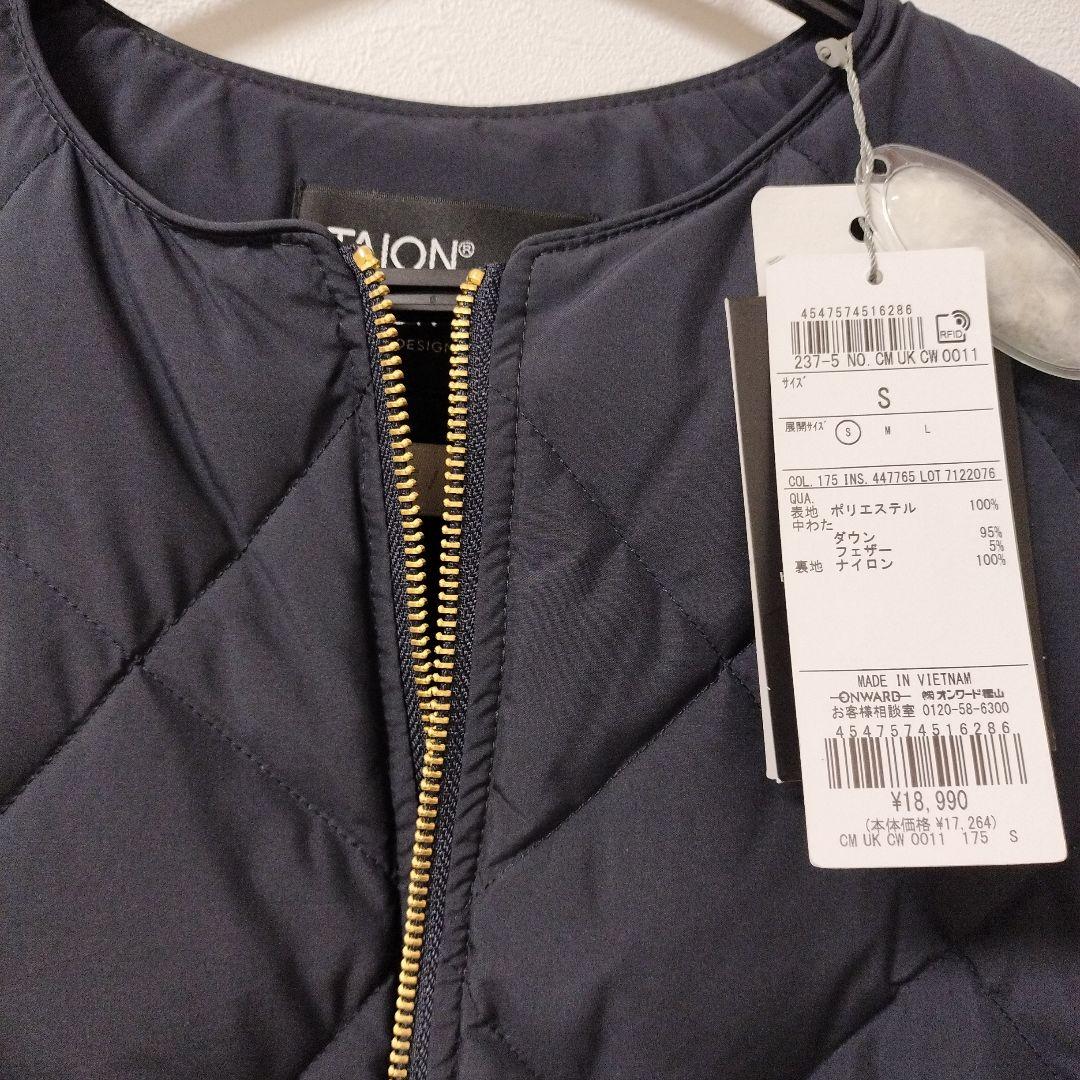 TAION®
DESIGN
4547574516286
RFID
237-5 NO. CM UK CW 0011
ｻｲｽﾞ
S
展開ｻｲｽﾞ S M L
COL. 175 INS. 447765 LOT 7122076
QUA.
表地 ポリエステル 100%
中わた
ダウン 95%
フェザー 5%
裏地 ナイロン 100%
MADE IN VIETNAM
ONWARD ㈱オンワード樫山
お客様相談室 0120-58-6300
4547574516286
¥18,990
(本体価格 ¥17,264)
CM UK CW 0011 175 S